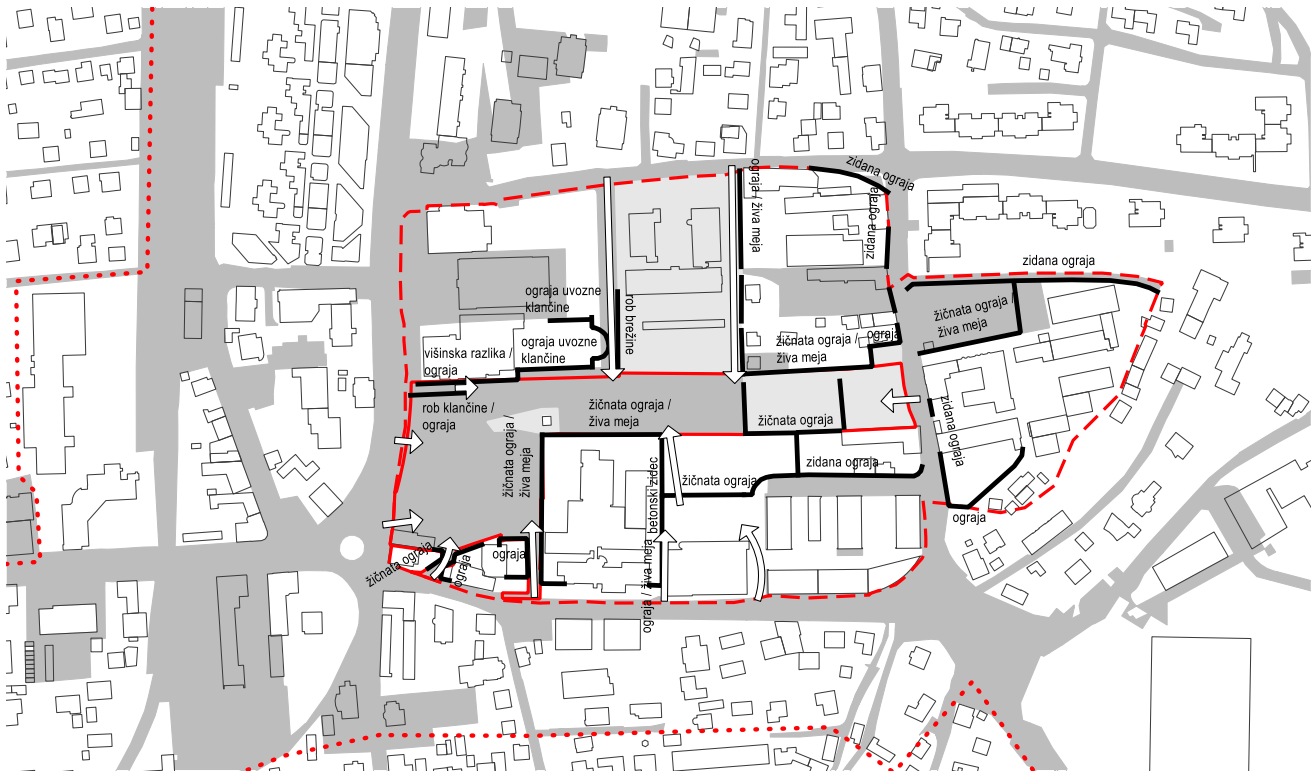 zidana ograja
ograja / živa meja
zidana ograja
zidana ograja
ograja uvozne
klančine
rob brežine
žičnata ograja /
živa meja
ograja uvozne
klančine
žičnata ograja /
živa meja
ograja
višinska razlika /
ograja
rob klančine /
ograja
žičnata ograja /
živa meja
žičnata ograja
zidana ograja
žičnata ograja /
živa meja
zidana ograja
žičnata ograja
betonski zidec
ograja
žičnata ograja
ograja
ograja
ograja / živa meja